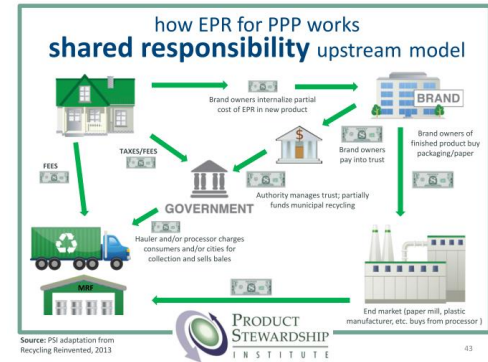 how EPR for PPP works
shared responsibility upstream model
Brand owners internalize partial
cost of EPR in new product
BRAND
FEES
TAXES/FEES
$
Brand owners
pay into trust
Brand owners of
finished product buy
packaging/paper
GOVERNMENT
Authority manages trust; partially
funds municipal recycling
Hauler and/or processor charges
consumers and/or cities for
collection and sells bales
MRF
End market (paper mill, plastic
manufacturer, etc. buys from processor )
Source: PSI adaptation from
Recycling Reinvented, 2013
PRODUCT
STEWARDSHIP
INSTITUTE
43